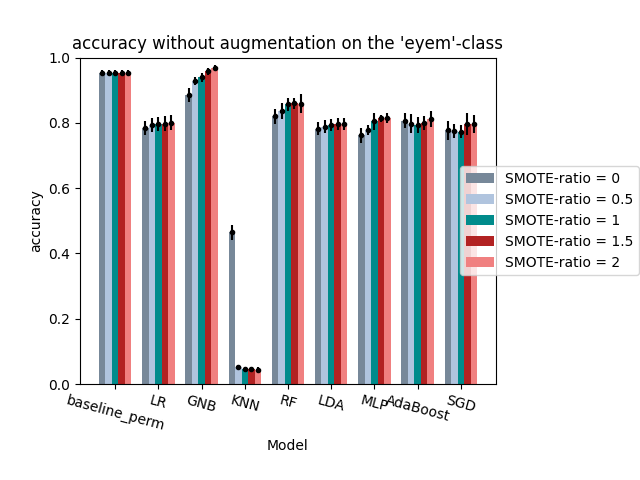 accuracy without augmentation on the 'eyem'-class
1.0
0.8
0.6
0.4
0.2
0.0
accuracy
SMOTE-ratio = 0
SMOTE-ratio = 0.5
SMOTE-ratio = 1
SMOTE-ratio = 1.5
SMOTE-ratio = 2
baseline_perm
LR
GNB
KNN
RF
LDA
MLP
AdaBoost
SGD
Model